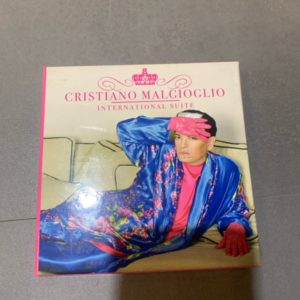 CRISTIANO MALGIOGLIO
INTERNATIONAL SUITE